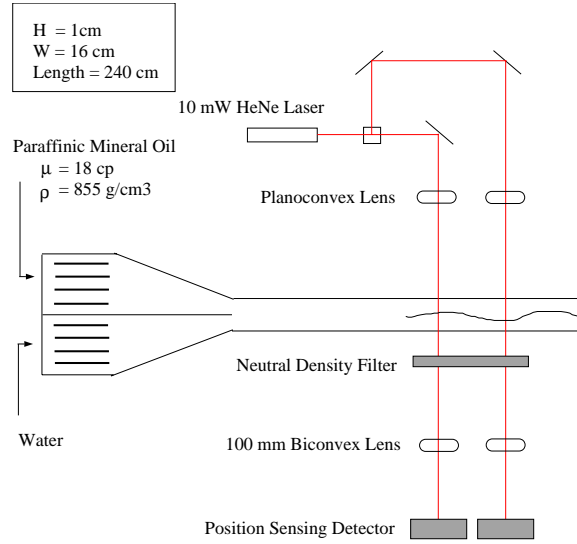 H = 1cm
W = 16 cm
Length = 240 cm
10 mW HeNe Laser
Paraffinic Mineral Oil
μ = 18 cp
ρ = 855 g/cm3
Planoconvex Lens
Neutral Density Filter
Water
100 mm Biconvex Lens
Position Sensing Detector